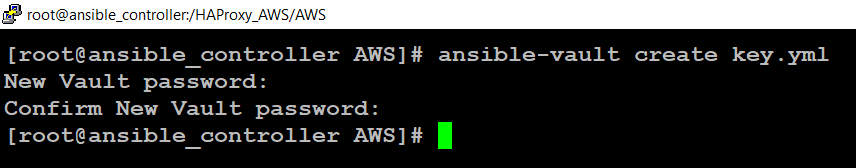 root@ansible_controller:/HAProxy_AWS/AWS
[root@ansible_controller AWS]# ansible-vault create key.yml
New Vault password:
Confirm New Vault password:
[root@ansible_controller AWS]#